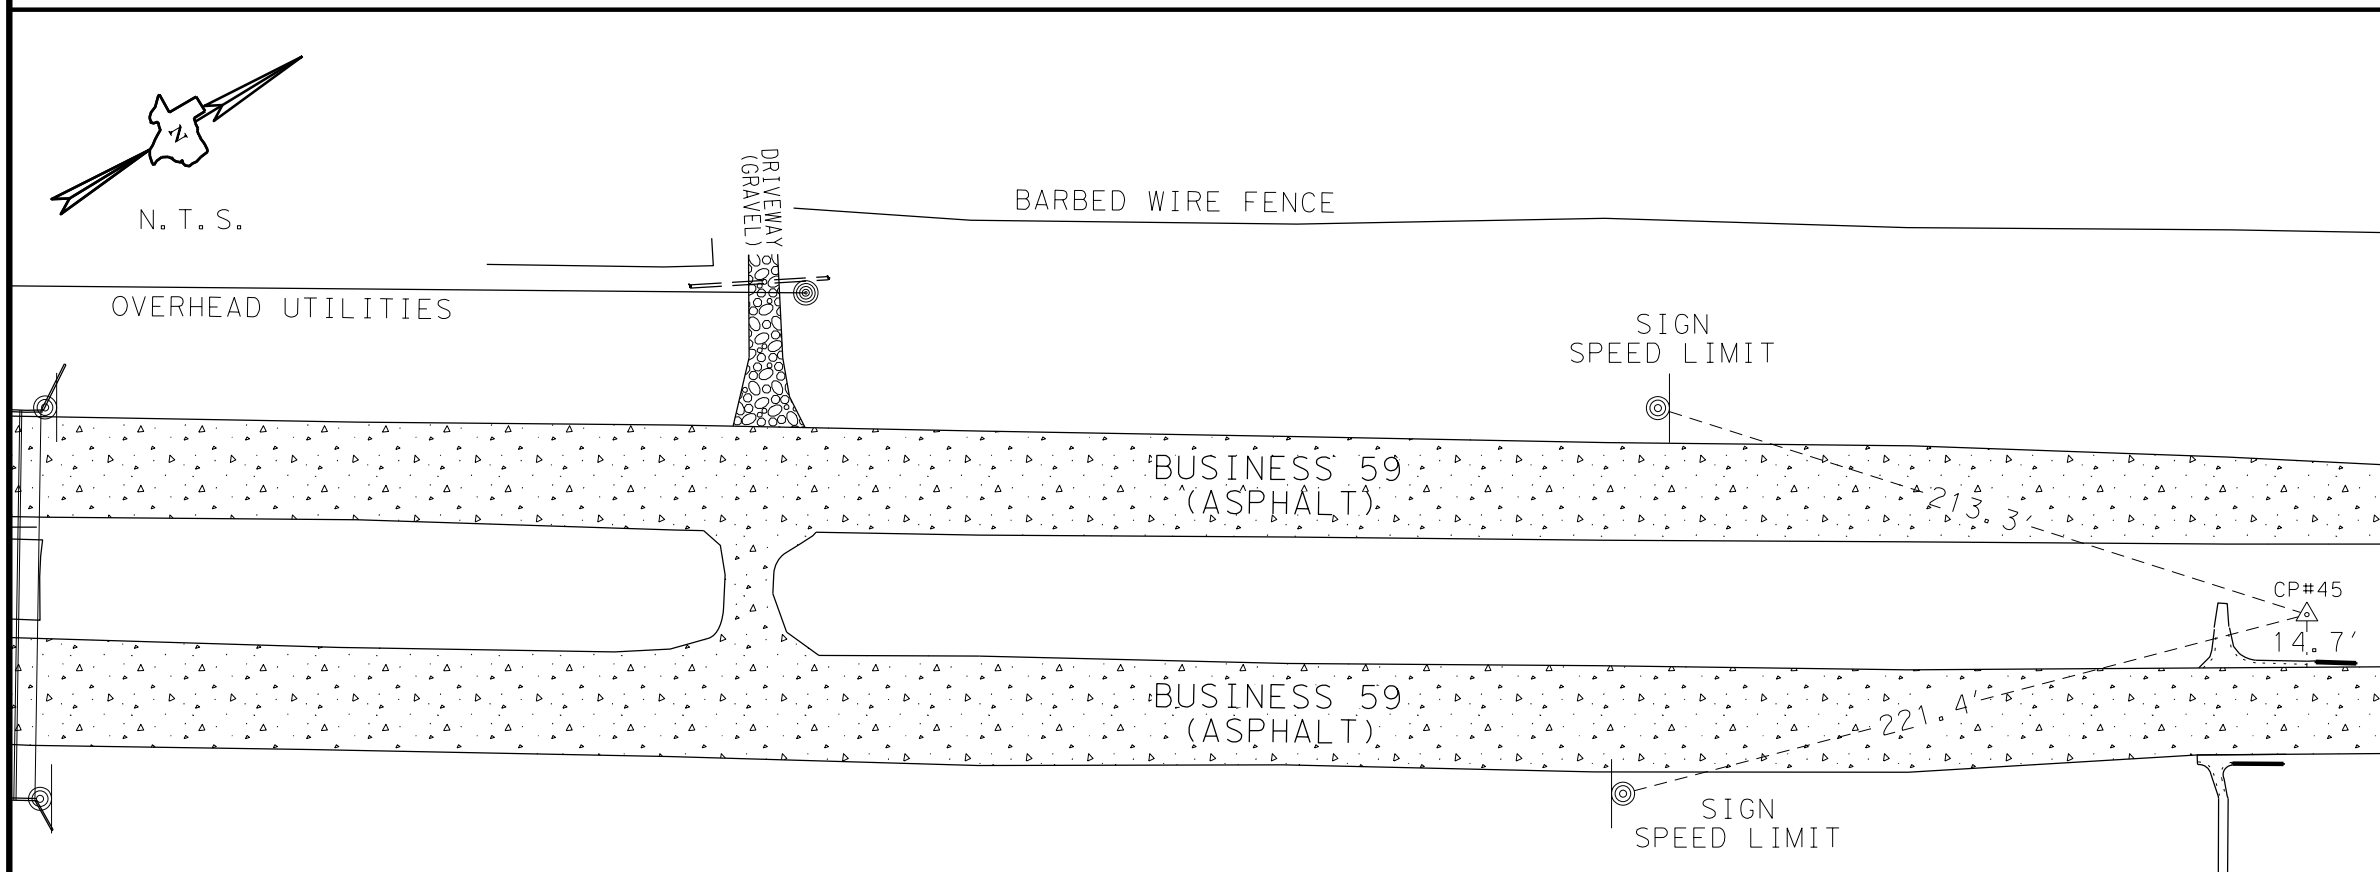 N
N.T.S.
DRIVEWAY
(GRAVEL)
BARBED WIRE FENCE
OVERHEAD UTILITIES
SIGN
SPEED LIMIT
BUSINESS 59
(ASPHALT)
213.3'
CP#45
14.7'
BUSINESS 59
(ASPHALT)
221.4'
SIGN
SPEED LIMIT